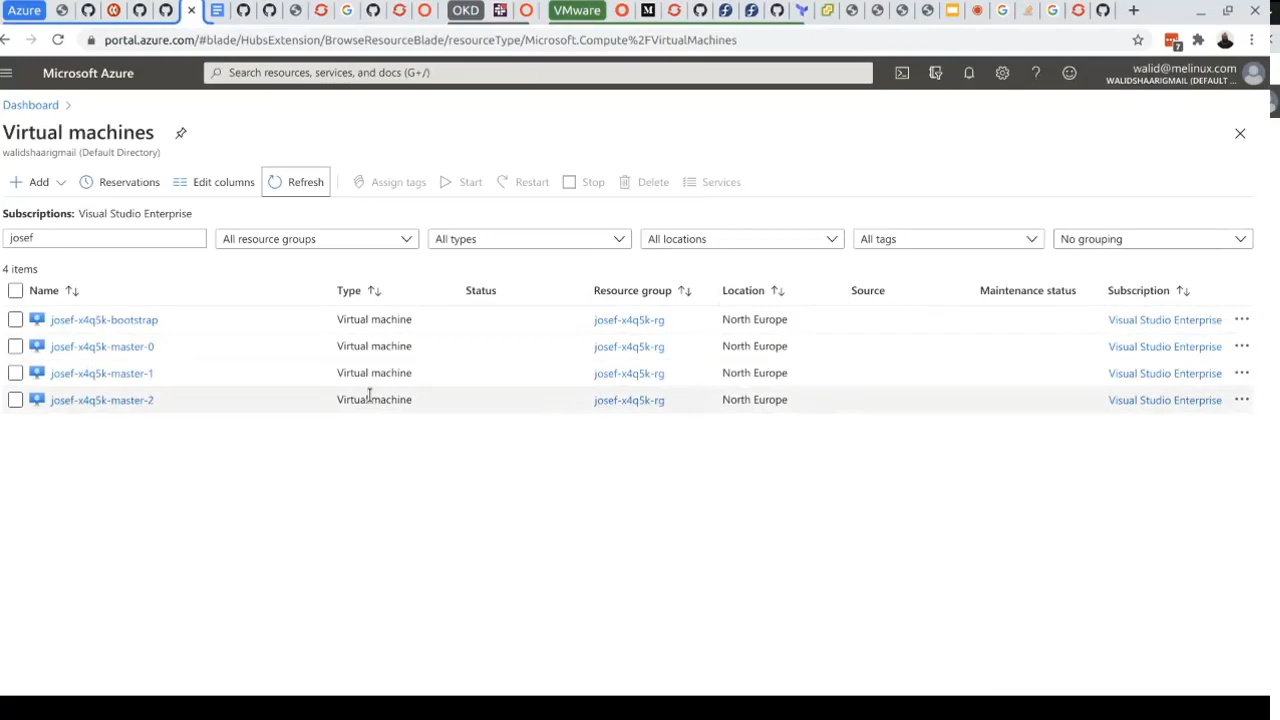 Azure OKD VMware
portal.azure.com/#blade/HubsExtension/BrowseResourceBlade/resourceType/Microsoft.Compute%2FVirtualMachines 7
Microsoft Azure Search resources, services, and docs (G+/) walid@melinux.com
WALIDSHAARIGMAIL (DEFAULT ...
Dashboard
Virtual machines
walidshaarigmail (Default Directory)
Add Reservations Edit columns Refresh Assign tags Start Restart Stop Delete Services
Subscriptions: Visual Studio Enterprise
josef All resource groups All types All locations All tags No grouping
4 items
Name Type Status Resource group Location Source Maintenance status Subscription
josef-x4q5k-bootstrap Virtual machine josef-x4q5k-rg North Europe Visual Studio Enterprise ...
josef-x4q5k-master-0 Virtual machine josef-x4q5k-rg North Europe Visual Studio Enterprise ...
josef-x4q5k-master-1 Virtual machine josef-x4q5k-rg North Europe Visual Studio Enterprise ...
josef-x4q5k-master-2 Virtual machine josef-x4q5k-rg North Europe Visual Studio Enterprise ...